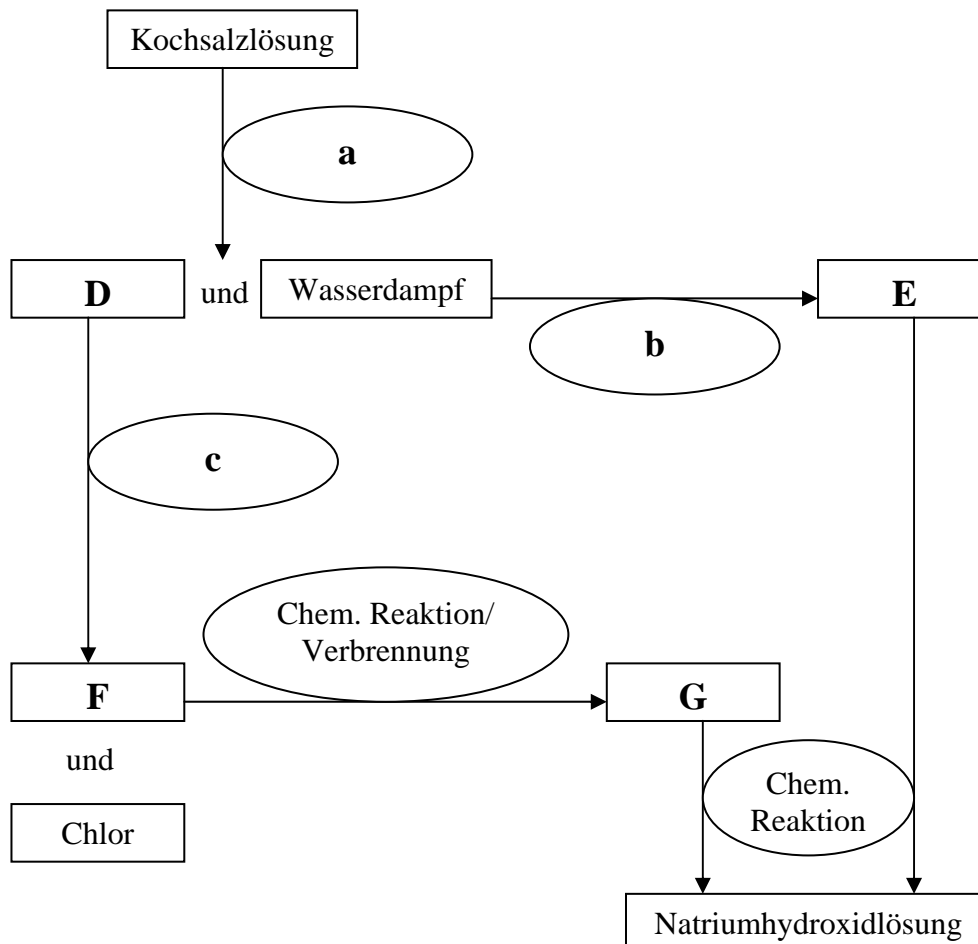 Kochsalzlösung
a
D
und
Wasserdampf
E
b
c
Chem. Reaktion/
Verbrennung
F
G
und
Chem.
Reaktion
Chlor
Natriumhydroxidlösung